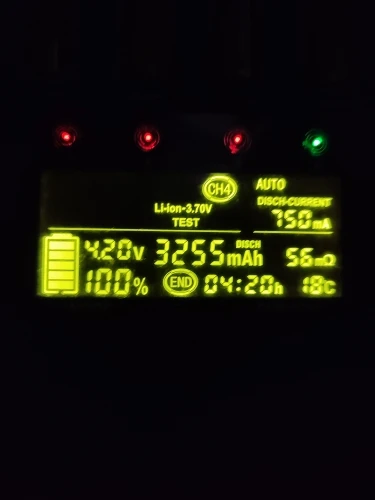 CH4 AUTO
DISCH-CURRENT
Li-ion-3.70V 750mA
TEST
4.20V 3255mAh DISCH 56mΩ
100% END 04:20h 18C